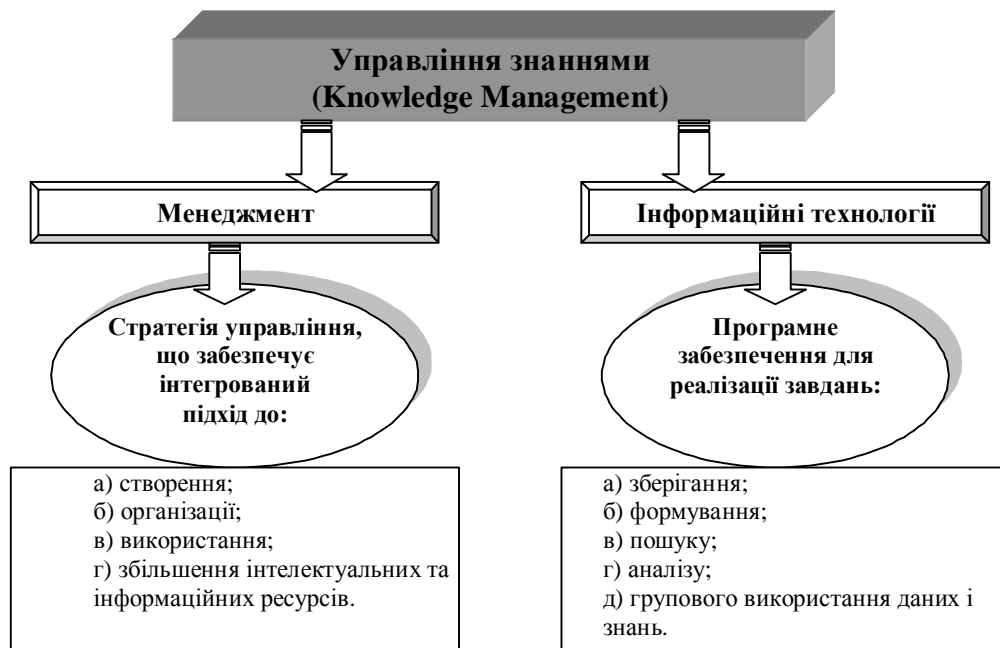 Управління знаннями
(Knowledge Management)
Менеджмент
Інформаційні технології
Стратегія управління,
що забезпечує
інтегрований
підхід до:
Програмне
забезпечення для
реалізації завдань:
а) створення;
б) організації;
в) використання;
г) збільшення інтелектуальних та
інформаційних ресурсів.
а) зберігання;
б) формування;
в) пошуку;
г) аналізу;
д) групового використання даних і
знань.